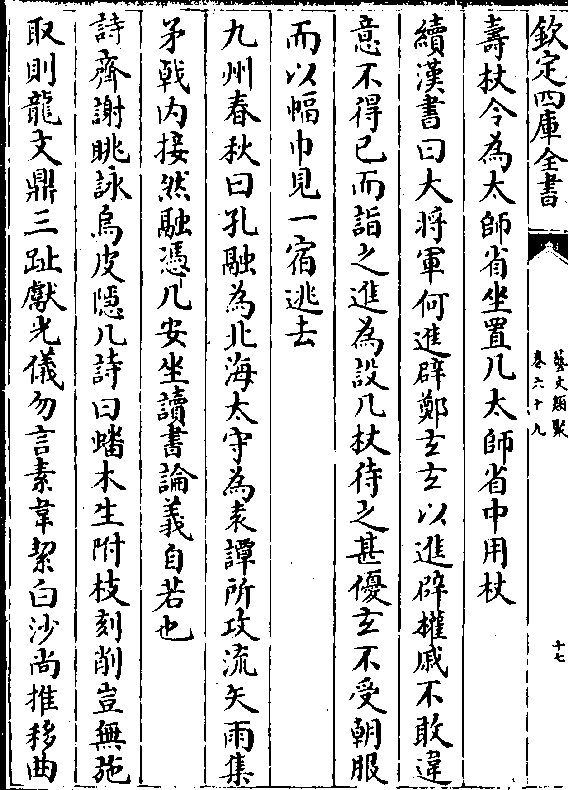 欽定四庫全書
藝文類聚
卷六十九
十七
壽杖令為太師省坐置几太師省中用杖
續漢書曰大將軍何進辟鄭玄玄以進辟權戚不敢違
意不得已而詣之進為設几杖待之甚優玄不受朝服
而以幅巾見一宿逃去
九州春秋曰孔融為北海太守為袁譚所攻流矢雨集
矛戟内接然融憑几安坐讀書論義自若也
詩齊謝眺詠烏皮隱几詩曰蟠木生附枝刻削豈無施
取則龍文鼎三趾獻光儀勿言素韋潔白沙尚推移曲